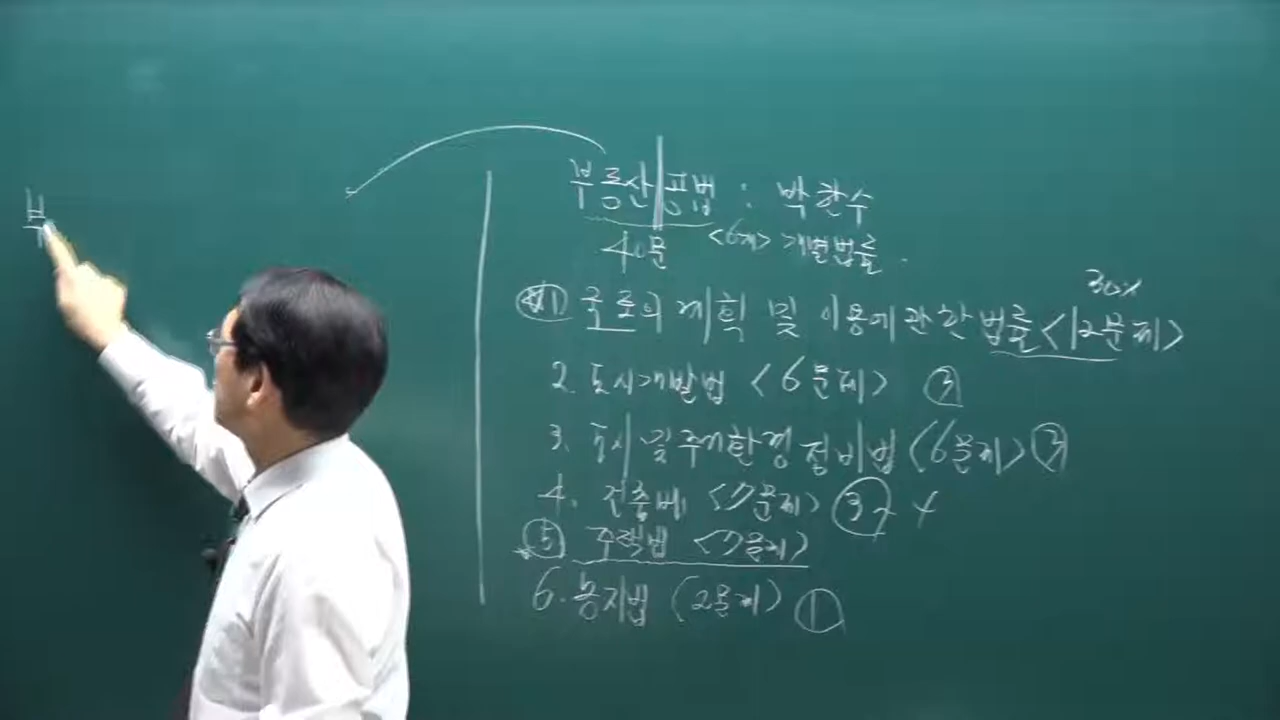 부
부동산공법 : 박한수
40문 <6개> 개별법률.
① 국토의 계획 및 이용에 관한 법률 <12문제> 30%
2. 도시개발법 <6문제> ③
3. 도시 및 주거환경정비법 (6문제) ③
4. 건축법 <7문제> ③ 4
⑤ 주택법 <7문제>
6. 농지법 (2문제) ①